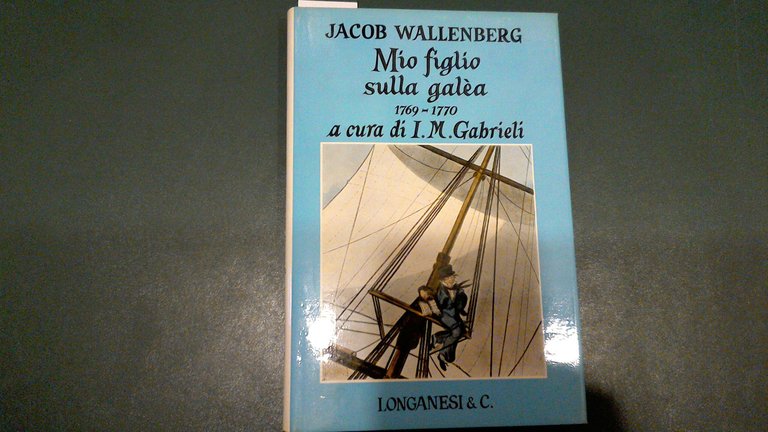 JACOB WALLENBERG
Mio figlio
sulla galèa
1769-1770
a cura di I. M. Gabrieli
LONGANESI & C.